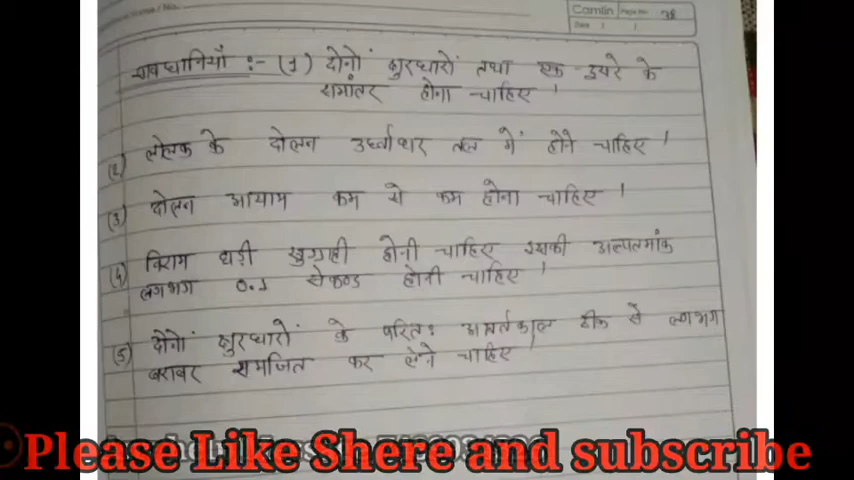 Camlin
Date / /
सावधानियाँ :- (1) दोनों क्षुरधारों तथा एक दूसरे के
समांतर होना चाहिए ।
(2) लोलक के दोलन उर्ध्वाधर तल में होने चाहिए ।
(3) दोलन आयाम कम से कम होना चाहिए ।
(4) विराम घड़ी सुग्राही होनी चाहिए इसकी अल्पतमांक
लगभग 0.1 सेकण्ड होनी चाहिए ।
(5) दोनों क्षुरधारों के परितः आवर्तकाल ठीक से लगभग
बराबर समजित कर लेने चाहिए ।
Please Like Shere and subscribe